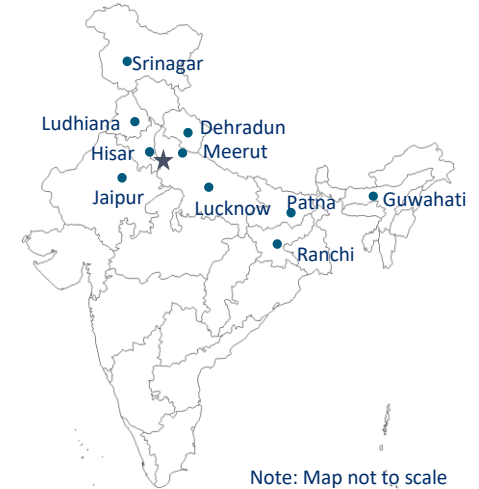 Srinagar
Ludhiana
Dehradun
Hisar
Meerut
Jaipur
Lucknow
Patna
Guwahati
Ranchi
Note: Map not to scale